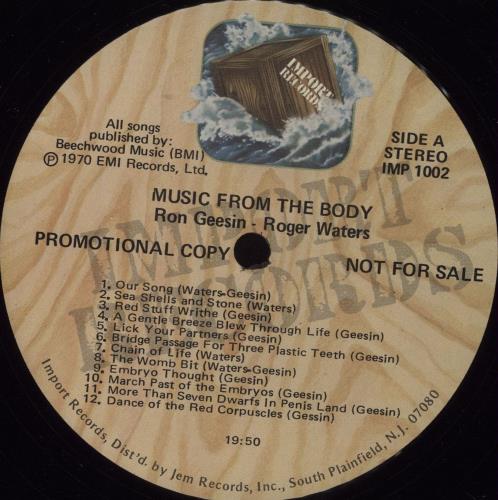 IMPORT
RECORDS
All songs
published by:
Beechwood Music (BMI)
Ⓟ 1970 EMI Records, Ltd.
SIDE A
STEREO
IMP 1002
MUSIC FROM THE BODY
Ron Geesin - Roger Waters
PROMOTIONAL COPY
NOT FOR SALE
IMPORT
RECORDS
1. Our Song (Waters-Geesin)
2. Sea Shells and Stone (Waters)
3. Red Stuff Writhe (Geesin)
4. A Gentle Breeze Blew Through Life (Geesin)
5. Lick Your Partners (Geesin)
6. Bridge Passage For Three Plastic Teeth (Geesin)
7. Chain of Life (Waters)
8. The Womb Bit (Waters-Geesin)
9. Embryo Thought (Geesin)
10. March Past of the Embryos (Geesin)
11. More Than Seven Dwarfs In Penis Land (Geesin)
12. Dance of the Red Corpuscles (Gessin)
19:50
Import Records, Dist'd. by Jem Records, Inc., South Plainfield, N.J. 07080